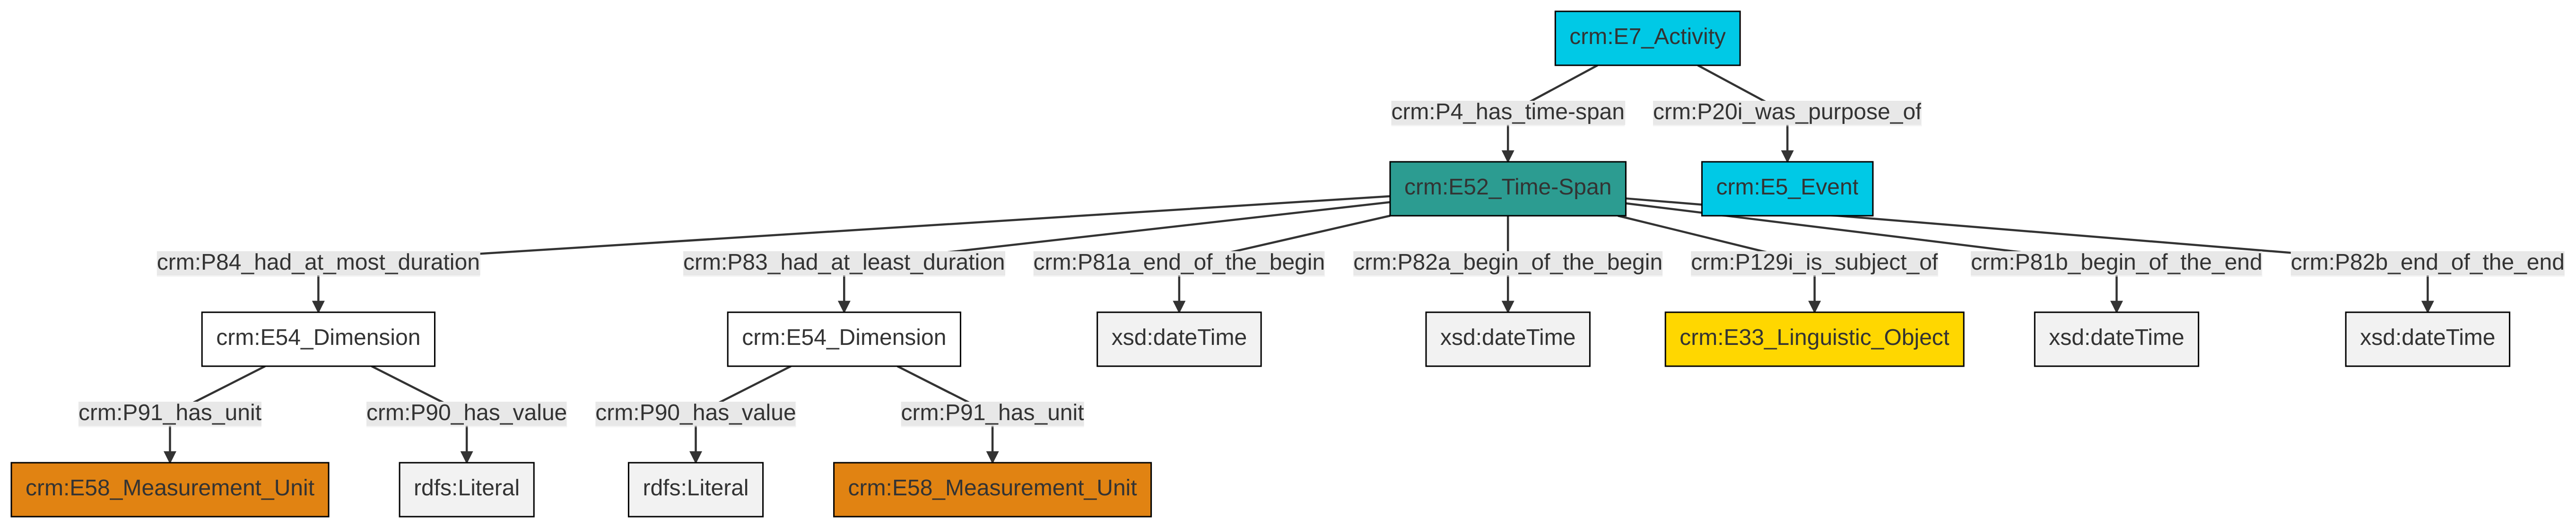 crm:E7_Activity
crm:P4_has_time-span
crm:P20i_was_purpose_of
crm:E52_Time-Span
crm:E5_Event
crm:P84_had_at_most_duration
crm:P83_had_at_least_duration
crm:P81a_end_of_the_begin
crm:P82a_begin_of_the_begin
crm:P129i_is_subject_of
crm:P81b_begin_of_the_end
crm:P82b_end_of_the_end
crm:E54_Dimension
crm:E54_Dimension
xsd:dateTime
xsd:dateTime
crm:E33_Linguistic_Object
xsd:dateTime
xsd:dateTime
crm:P91_has_unit
crm:P90_has_value
crm:P90_has_value
crm:P91_has_unit
crm:E58_Measurement_Unit
rdfs:Literal
rdfs:Literal
crm:E58_Measurement_Unit